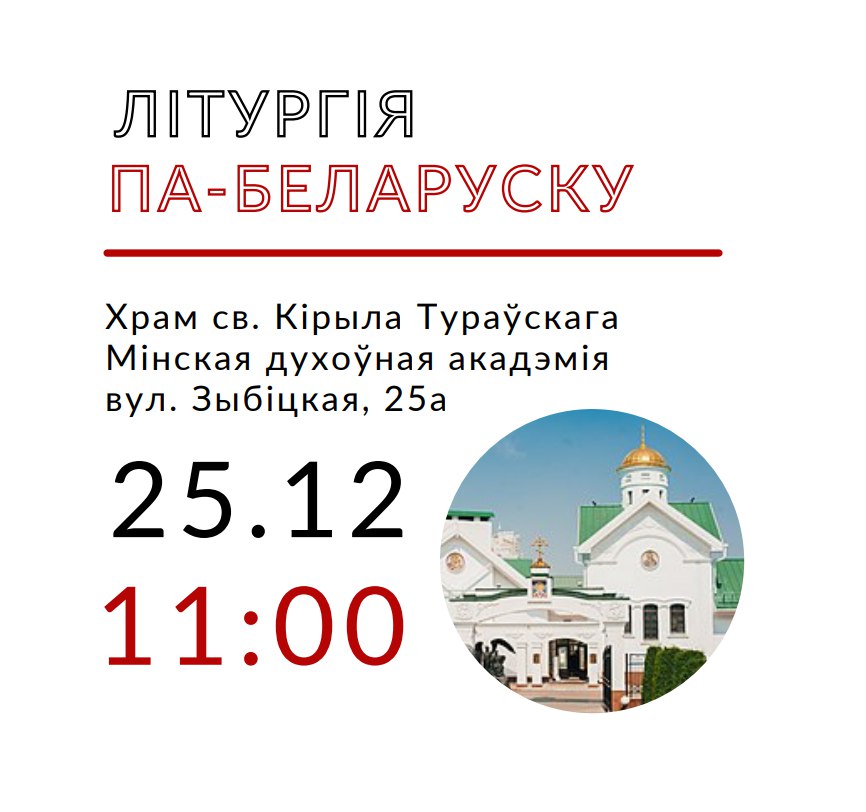 ЛІТУРГІЯ
ПА-БЕЛАРУСКУ
Храм св. Кірыла Тураўскага
Мінская духоўная акадэмія
вул. Зыбіцкая, 25а
25.12
11:00